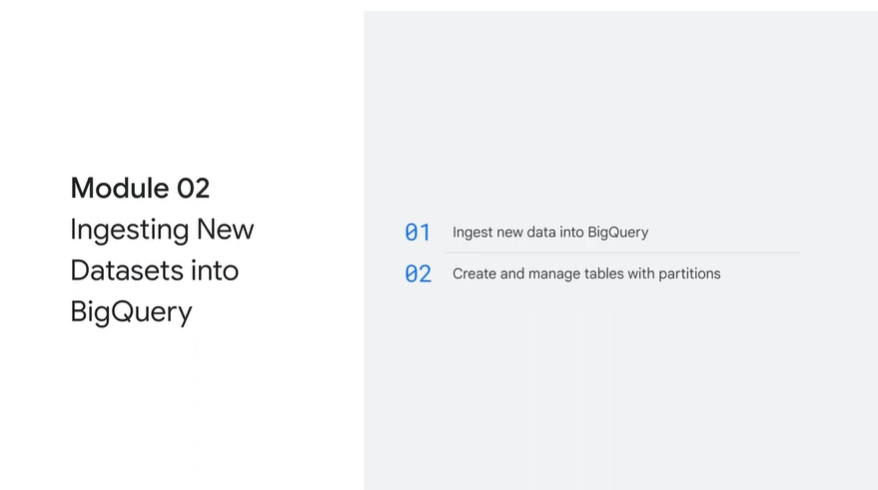 Module 02
Ingesting New
Datasets into
BigQuery
01 Ingest new data into BigQuery
02 Create and manage tables with partitions